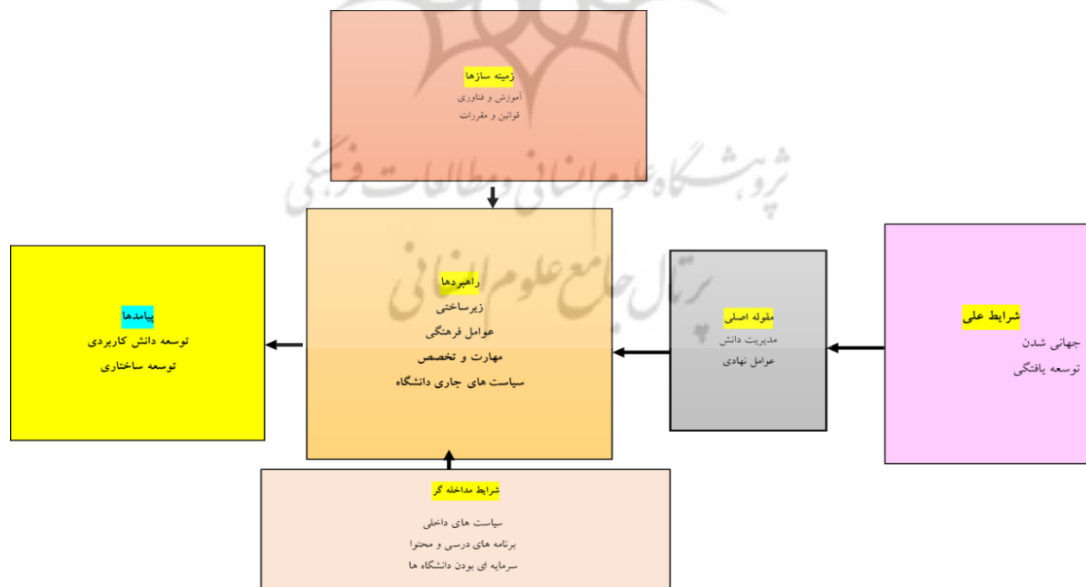 زمینه سازها
آموزش و فناوری
قوانین و مقررات
پژوهشگاه علوم انسانی و مطالعات فرهنگی
پرتال جامع علوم انسانی
شرایط علی
جهانی شدن
توسعه یافتگی
مقوله اصلی
مدیریت دانش
عوامل نهادی
راهبردها
زیرساختی
عوامل فرهنگی
مهارت و تخصص
سیاست های جاری دانشگاه
پیامدها
توسعه دانش کاربردی
توسعه ساختاری
شرایط مداخله گر
سیاست های داخلی
برنامه های درسی و محتوا
سرمایه ای بودن دانشگاه ها